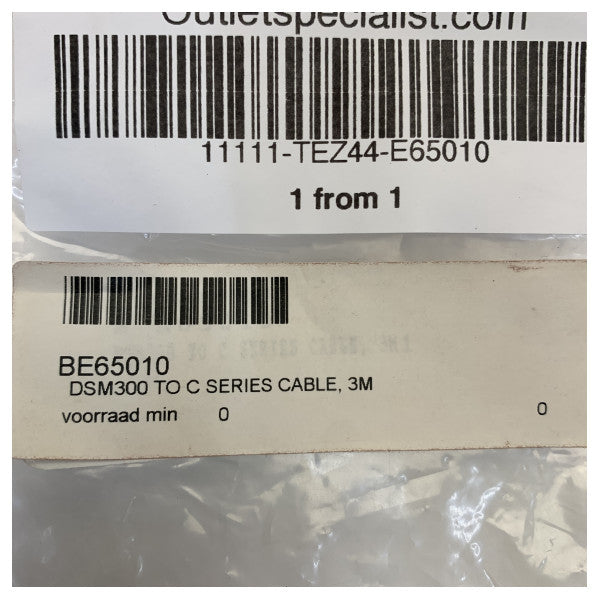 Outletspecialist.com
11111-TEZ44-E65010
1 from 1
BE65010
DSM300 TO C SERIES CABLE, 3M
voorraad min 0 0